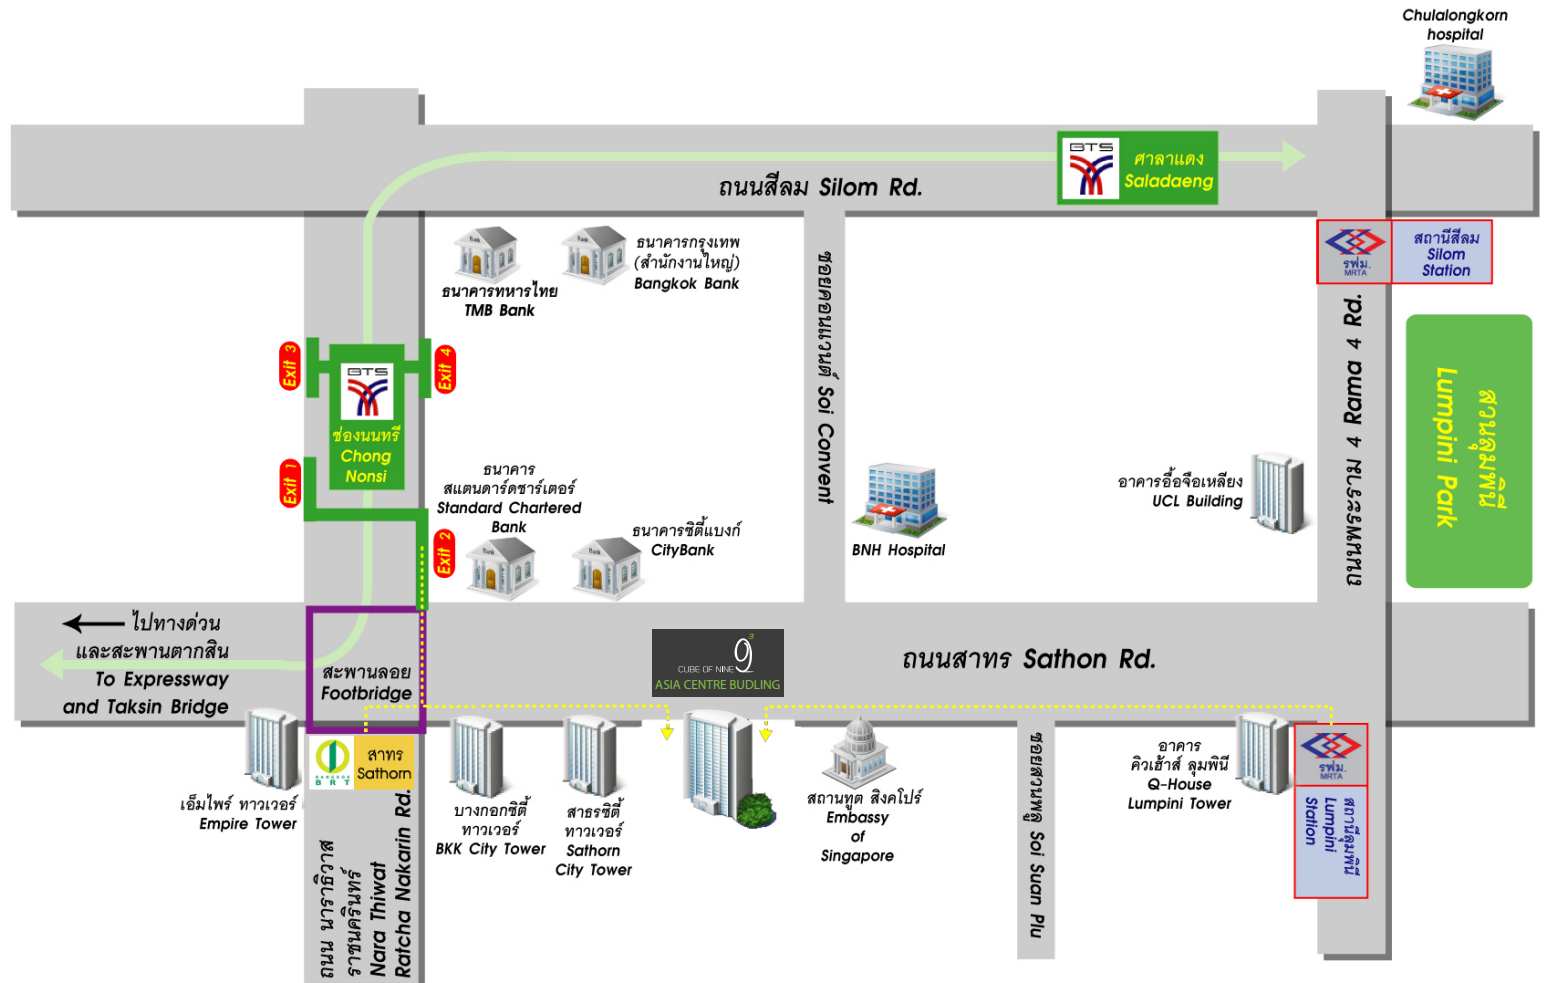 Chulalongkorn
hospital
BTS
ศาลาแดง
Saladaeng
ถนนสีลม Silom Rd.
รฟม.
MRTA
สถานีสีลม
Silom
Station
Bank
ธนาคารทหารไทย
TMB Bank
Bank
ธนาคารกรุงเทพ
(สำนักงานใหญ่)
Bangkok Bank
ซอยคอนแวนต์ Soi Convent
ถนนพระราม 4 Rama 4 Rd.
สวนลุมพินี
Lumpini Park
Exit 3
Exit 4
BTS
ช่องนนทรี
Chong
Nonsi
Exit 1
Exit 2
ธนาคาร
สแตนดาร์ดชาร์เตอร์
Standard Chartered
Bank
Bank
ธนาคารซิตี้แบงก์
CityBank
Bank
BNH Hospital
อาคารอื้อจือเหลียง
UCL Building
ไปทางด่วน
และสะพานตากสิน
To Expressway
and Taksin Bridge
สะพานลอย
Footbridge
CUBE OF NINE 9 3
ASIA CENTRE BUDLING
ถนนสาทร Sathon Rd.
เอ็มไพร์ ทาวเวอร์
Empire Tower
BANGKOK
BRT
สาทร
Sathorn
บางกอกซิตี้
ทาวเวอร์
BKK City Tower
สาธรซิตี้
ทาวเวอร์
Sathorn
City Tower
สถานทูต สิงคโปร์
Embassy
of
Singapore
ซอยสวนพลู Soi Suan Plu
อาคาร
คิวเฮ้าส์ ลุมพินี
Q-House
Lumpini Tower
รฟม.
MRTA
สถานีลุมพินี
Lumpini
Station
ถนน นาราธิวาส
ราชนครินทร์
Nara Thiwat
Ratcha Nakarin Rd.